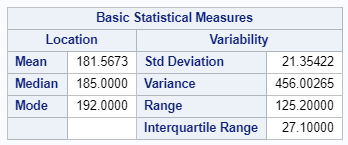 Basic Statistical Measures
Location Variability
Mean 181.5673 Std Deviation 21.35422
Median 185.0000 Variance 456.00265
Mode 192.0000 Range 125.20000
Interquartile Range 27.10000